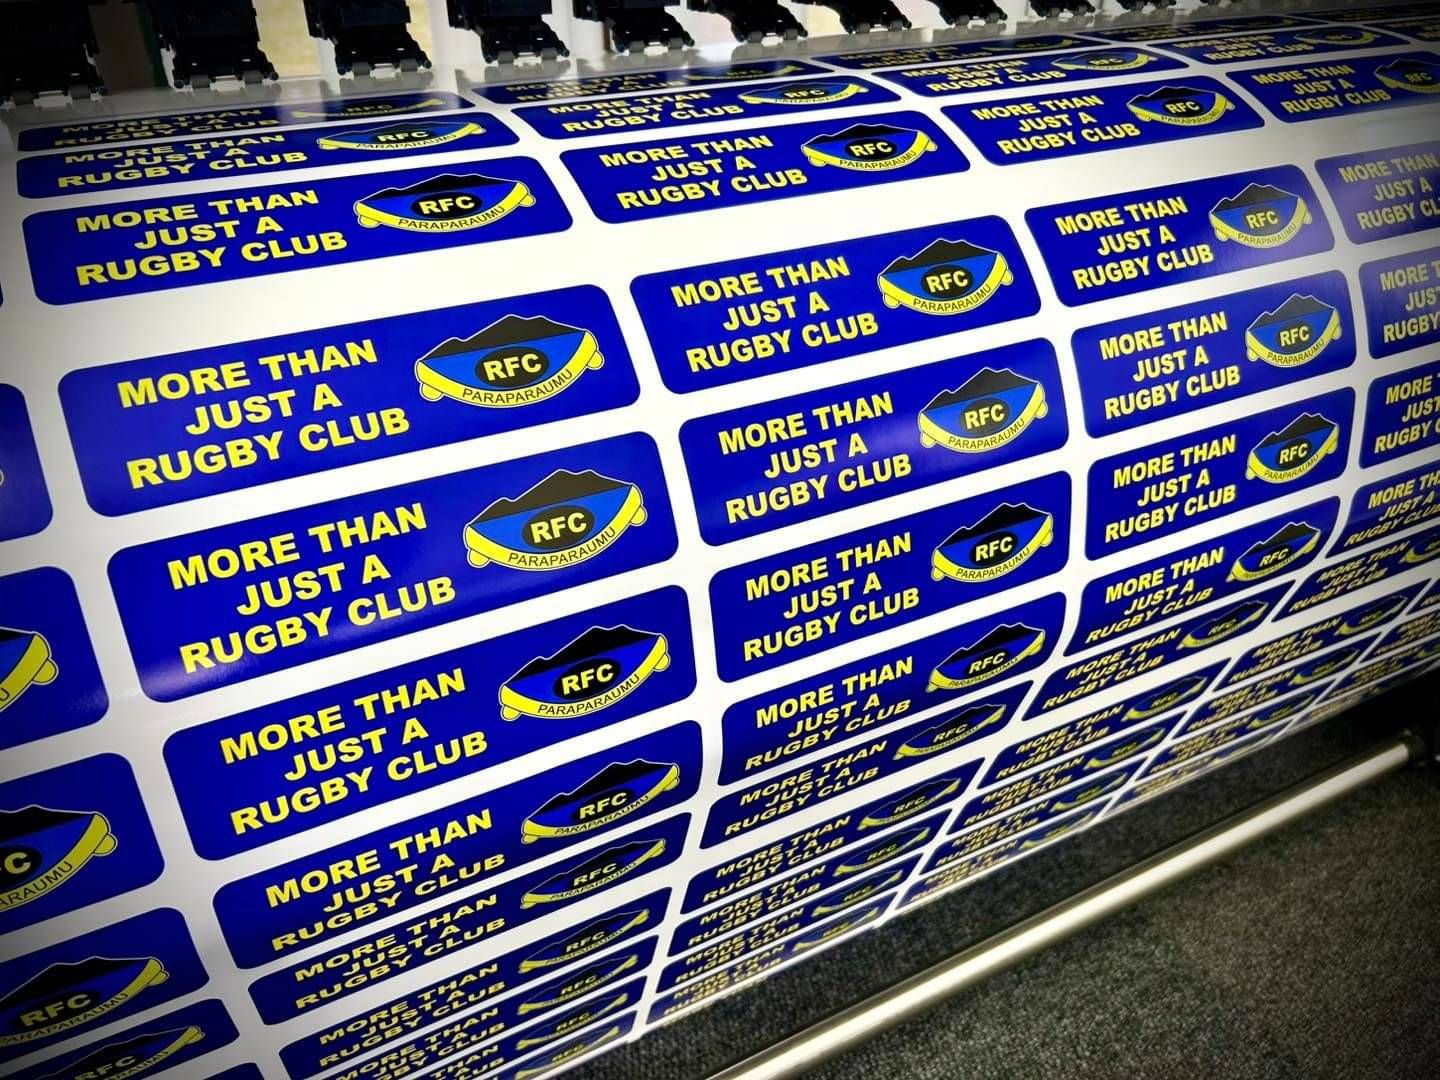 MORE THAN
JUST A
RUGBY CLUB
RFC
PARAPARAUMU